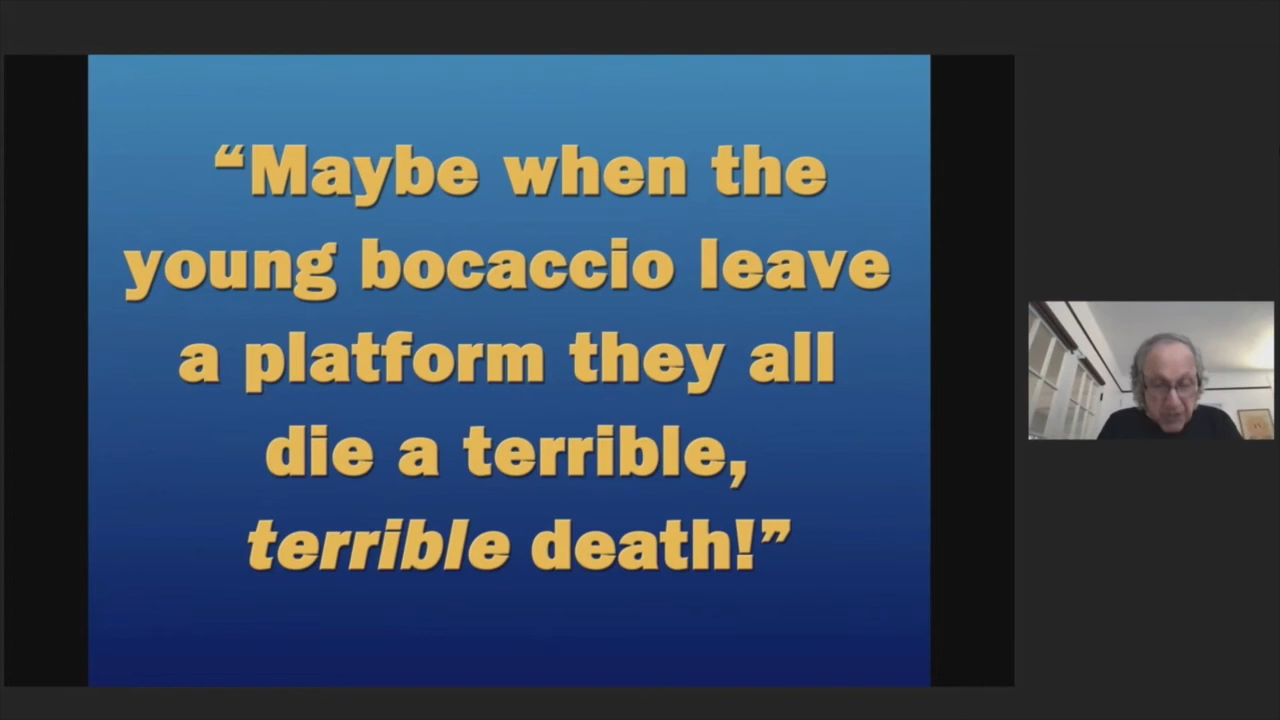 “Maybe when the
young bocaccio leave
a platform they all
die a terrible,
terrible death!”